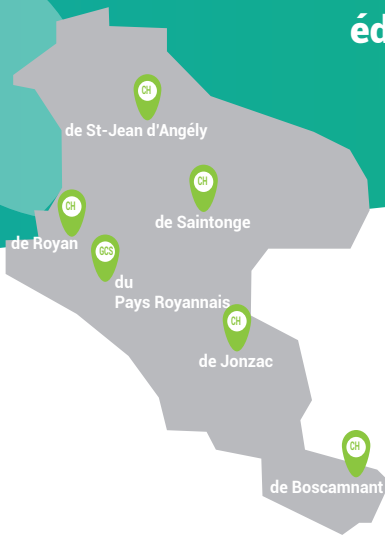 éd
CH
de St-Jean d'Angély
CH
de Saintonge
CH
de Royan
GCS
du
Pays Royannais
CH
de Jonzac
CH
de Boscamnant